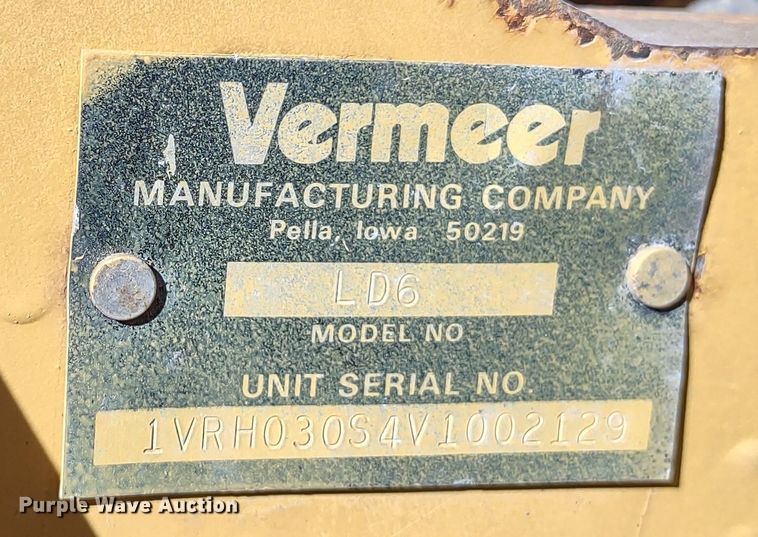 Vermeer
MANUFACTURING COMPANY
Pella, Iowa 50219
LD6
MODEL NO
UNIT SERIAL NO.
1VRH030S4V1002129
Purple Wave Auction